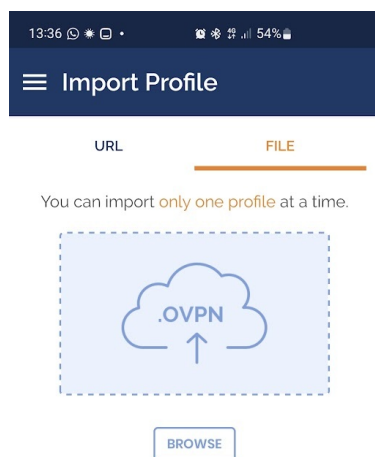 13:36 54%
Import Profile
URL FILE
You can import only one profile at a time.
.OVPN
BROWSE